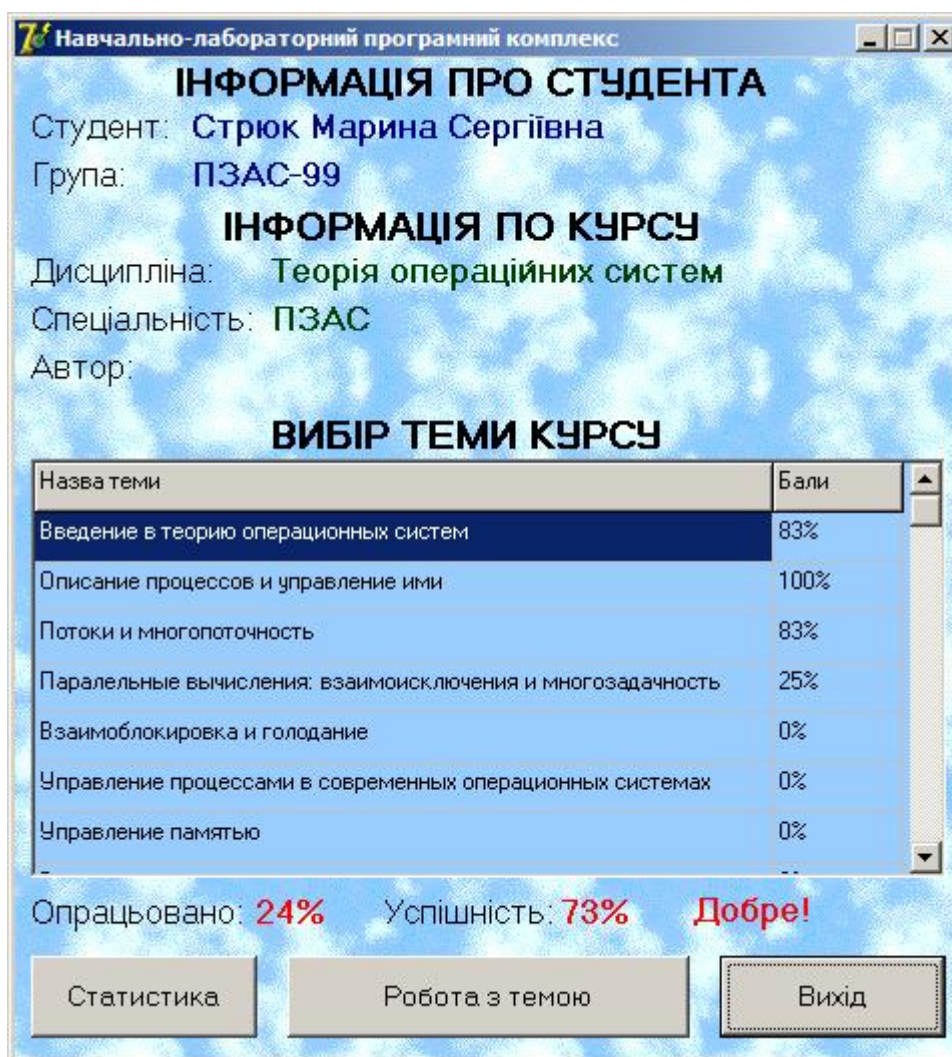 Навчально-лабораторний програмний комплекс
ІНФОРМАЦІЯ ПРО СТУДЕНТА
Студент: Стрюк Марина Сергіївна
Група: ПЗАС-99
ІНФОРМАЦІЯ ПО КУРСУ
Дисципліна: Теорія операційних систем
Спеціальність: ПЗАС
Автор:
ВИБІР ТЕМИ КУРСУ
Назва теми Бали
Введение в теорию операционных систем 83%
Описание процессов и управление ими 100%
Потоки и многопоточность 83%
Паралельные вычисления: взаимоисключения и многозадачность 25%
Взаимоблокировка и голодание 0%
Управление процессами в современных операционных системах 0%
Управление памятью 0%
Опрацьовано: 24% Успішність: 73% Добре!
Статистика Робота з темою Вихід